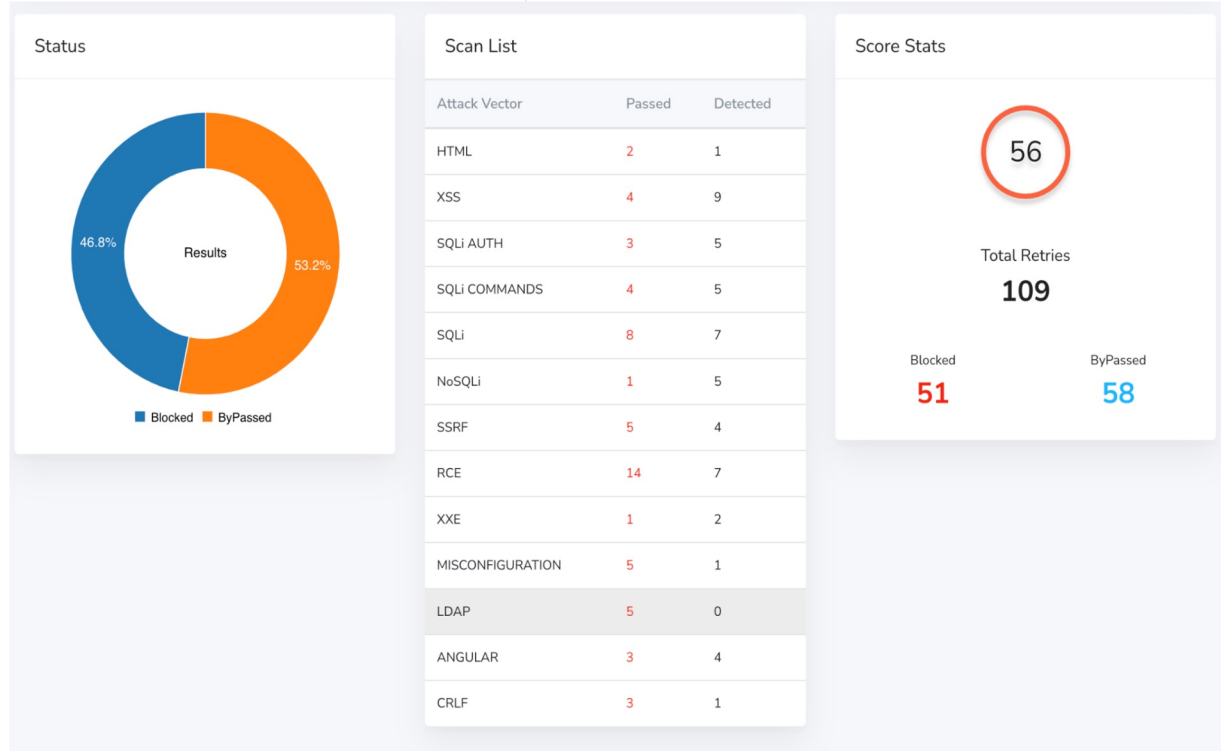 Status
46.8%
Results
53.2%
Blocked ByPassed
Scan List
Attack Vector Passed Detected
HTML 2 1
XSS 4 9
SQLi AUTH 3 5
SQLi COMMANDS 4 5
SQLi 8 7
NoSQLi 1 5
SSRF 5 4
RCE 14 7
XXE 1 2
MISCONFIGURATION 5 1
LDAP 5 0
ANGULAR 3 4
CRLF 3 1
Score Stats
56
Total Retries
109
Blocked ByPassed
51 58